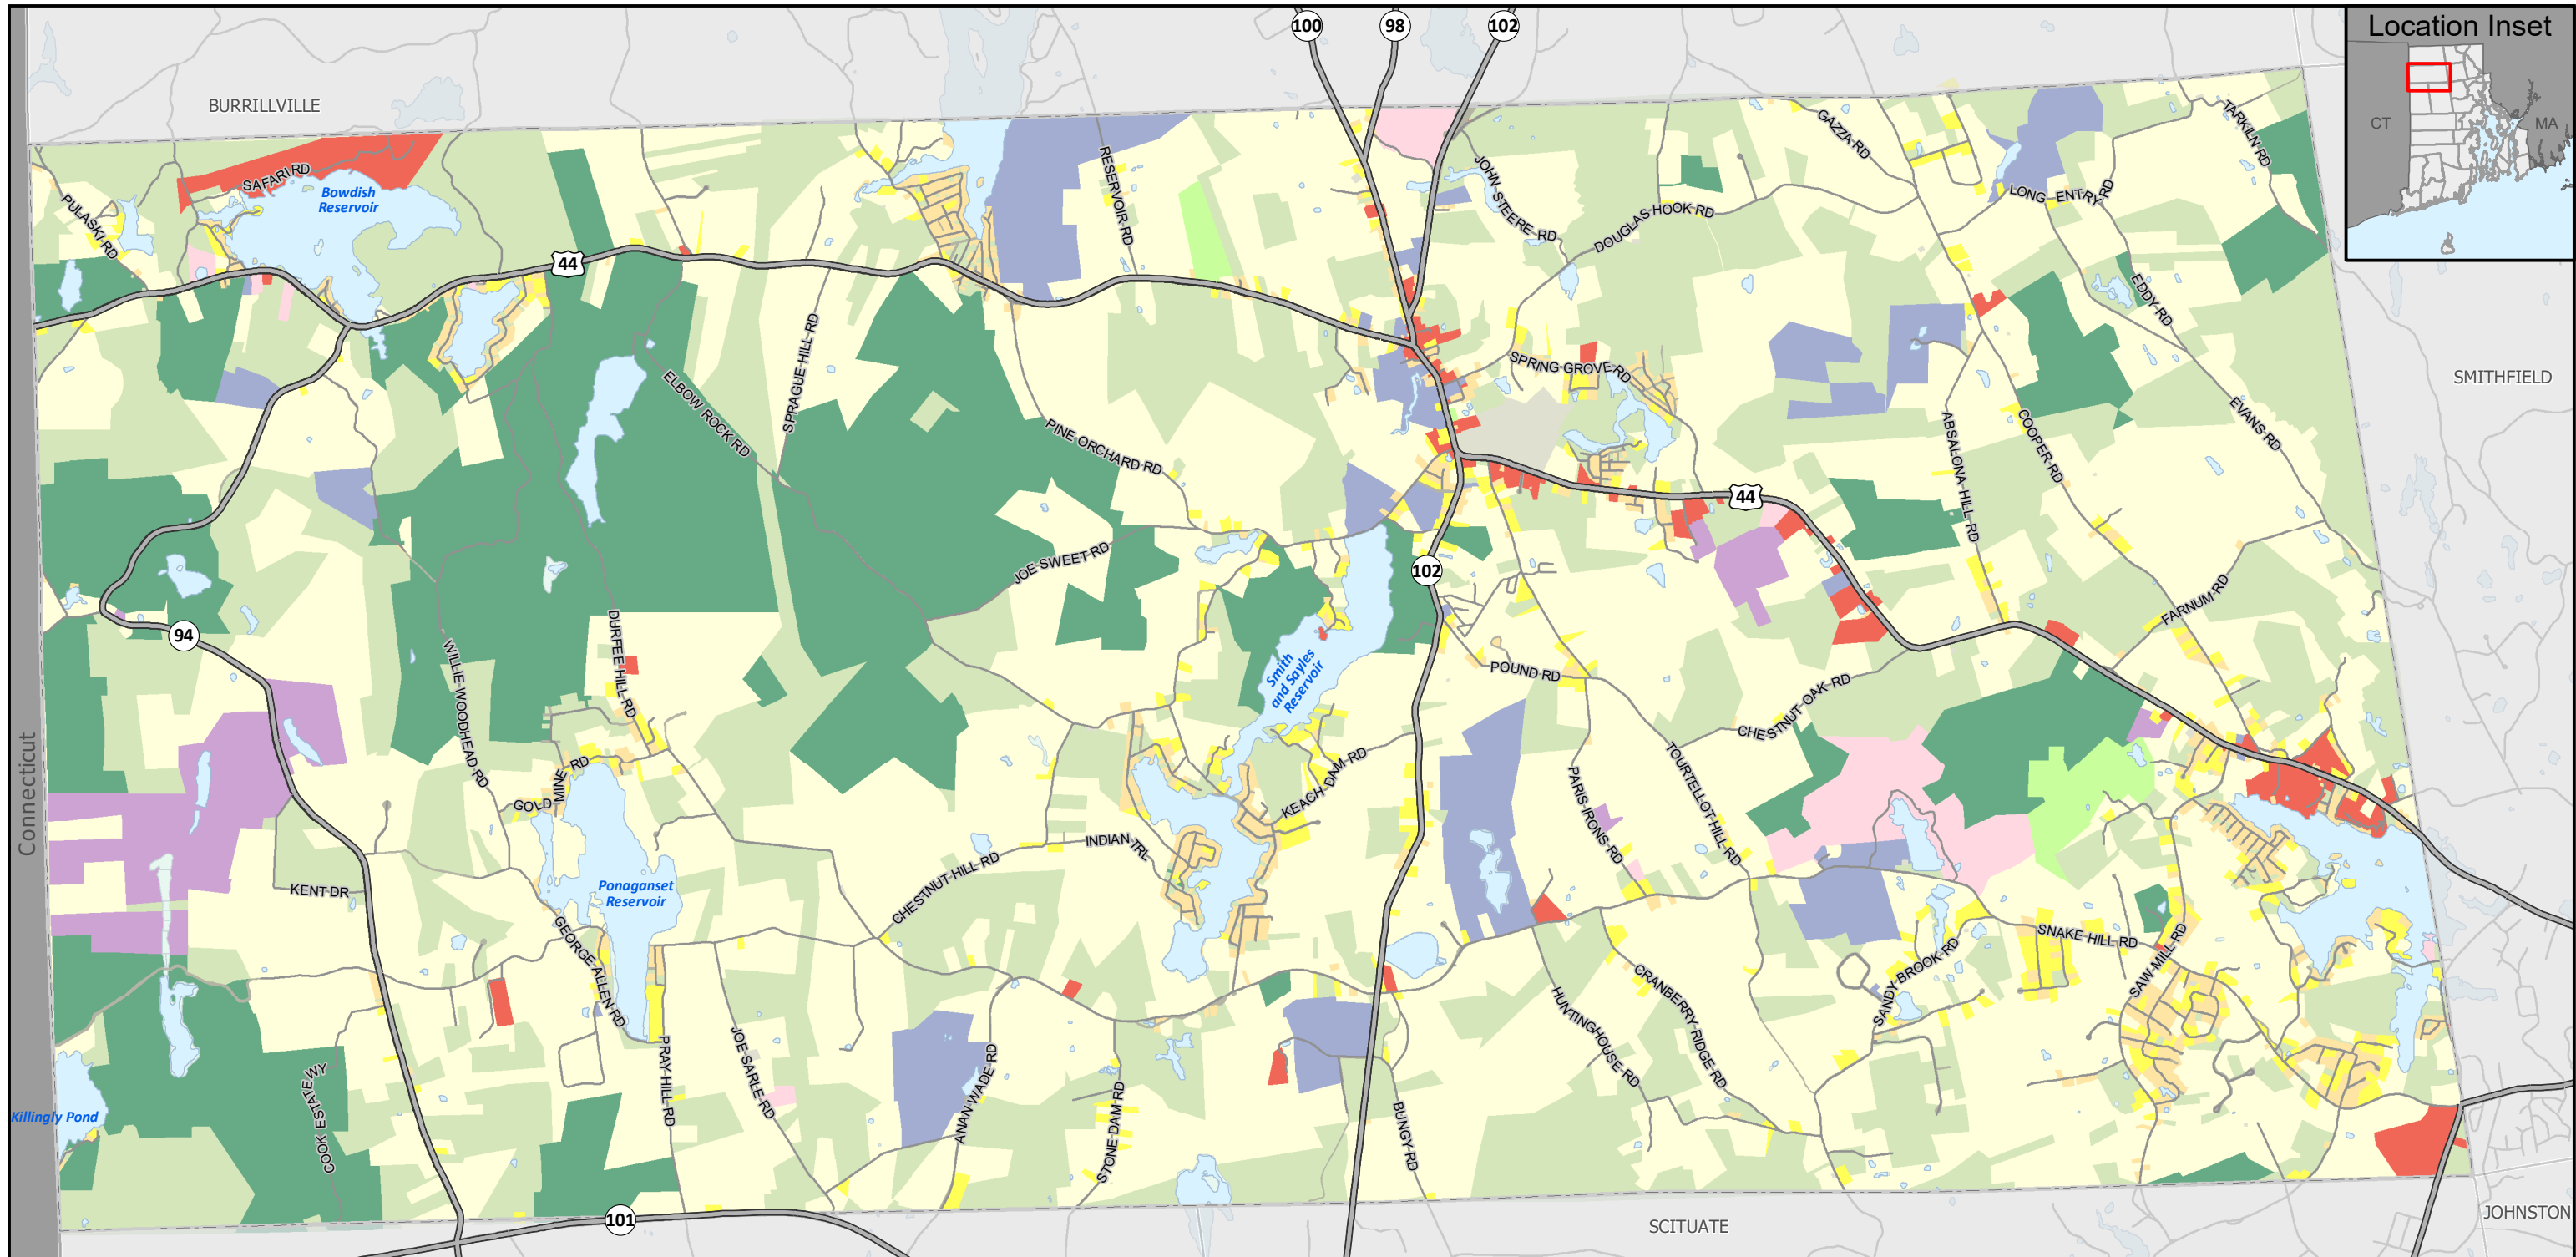 100
98
102
Location Inset
CT
MA
BURRILLVILLE
SAFARI RD
Bowdish
Reservoir
PULASKI RD
44
RESERVOIR RD
JOHN STEERE RD
DOUGLAS HOOK RD
GAZZA RD
LONG ENTRY RD
TARKILN RD
EDDY RD
SMITHFIELD
SPRAGUE HILL RD
ELBOW ROCK RD
PINE ORCHARD RD
SPRING GROVE RD
ABSALONA HILL RD
COOPER RD
EVANS RD
44
JOE SWEET RD
102
94
WILLIE WOODHEAD RD
DURFEE HILL RD
Smith
and Sayles
Reservoir
POUND RD
CHESTNUT OAK RD
FARNUM RD
Connecticut
GOLD MINE RD
KEACH DAM RD
PARIS IRONS RD
TOURTELLOT HILL RD
INDIAN TRL
CHESTNUT HILL RD
KENT DR
Ponaganset
Reservoir
GEORGE ALLEN RD
SNAKE HILL RD
SAW MILL RD
SANDY BROOK RD
CRANBERRY RIDGE RD
HUNTINGHOUSE RD
Killingly Pond
COOK ESTATE WY
PRAY HILL RD
JOE SARLE RD
ANAN WADE RD
STONE DAM RD
BUNGY RD
101
SCITUATE
JOHNSTON